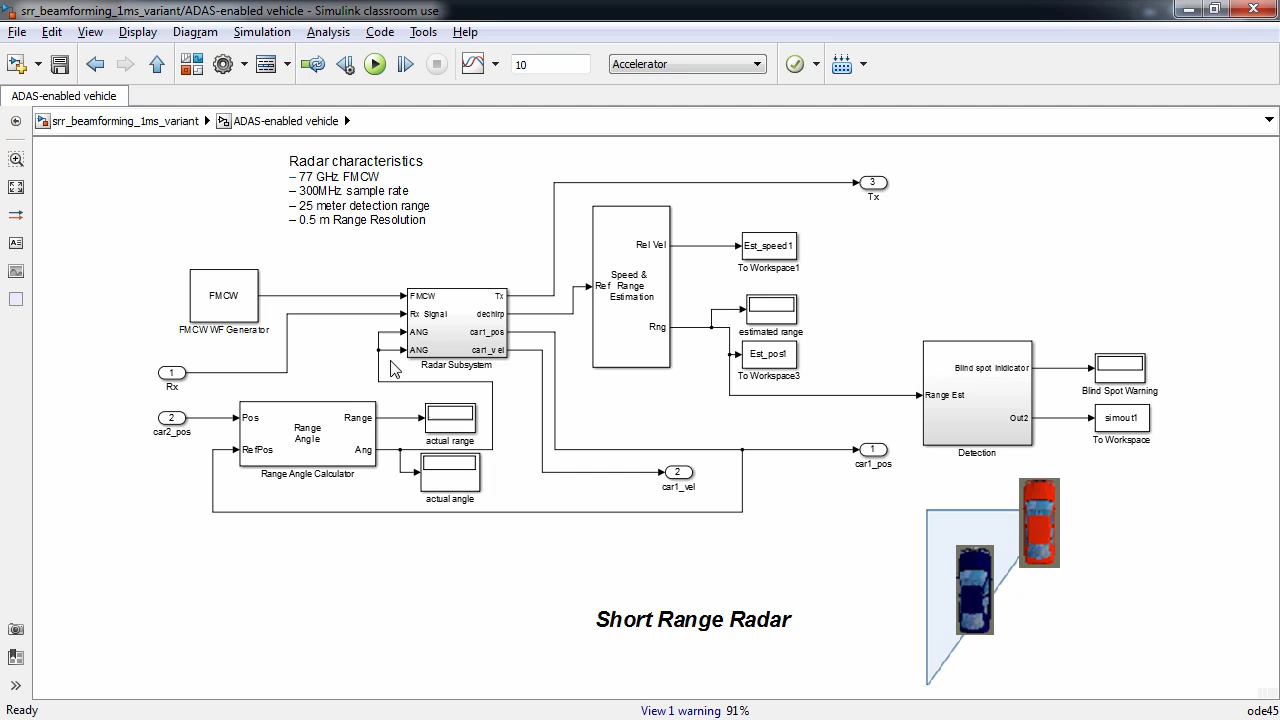 srr_beamforming_1ms_variant/ADAS-enabled vehicle - Simulink classroom use
File Edit View Display Diagram Simulation Analysis Code Tools Help
10 Accelerator
ADAS-enabled vehicle
srr_beamforming_1ms_variant ADAS-enabled vehicle
Radar characteristics
– 77 GHz FMCW
– 300MHz sample rate
– 25 meter detection range
– 0.5 m Range Resolution
3
Tx
FMCW
FMCW WF Generator
FMCW Tx
Rx Signal dechirp
ANG car1_pos
ANG car1_vel
Radar Subsystem
Rel Vel
Speed &
Ref Range
Estimation
Rng
Est_speed1
To Workspace1
estimated range
Est_pos1
To Workspace3
1
Rx
2
car2_pos
Pos Range
Range
Angle
RefPos Ang
Range Angle Calculator
actual range
actual angle
2
car1_vel
1
car1_pos
Blind spot inidicator
Range Est
Out2
Detection
Blind Spot Warning
simout1
To Workspace
Short Range Radar
Ready View 1 warning 91% ode45